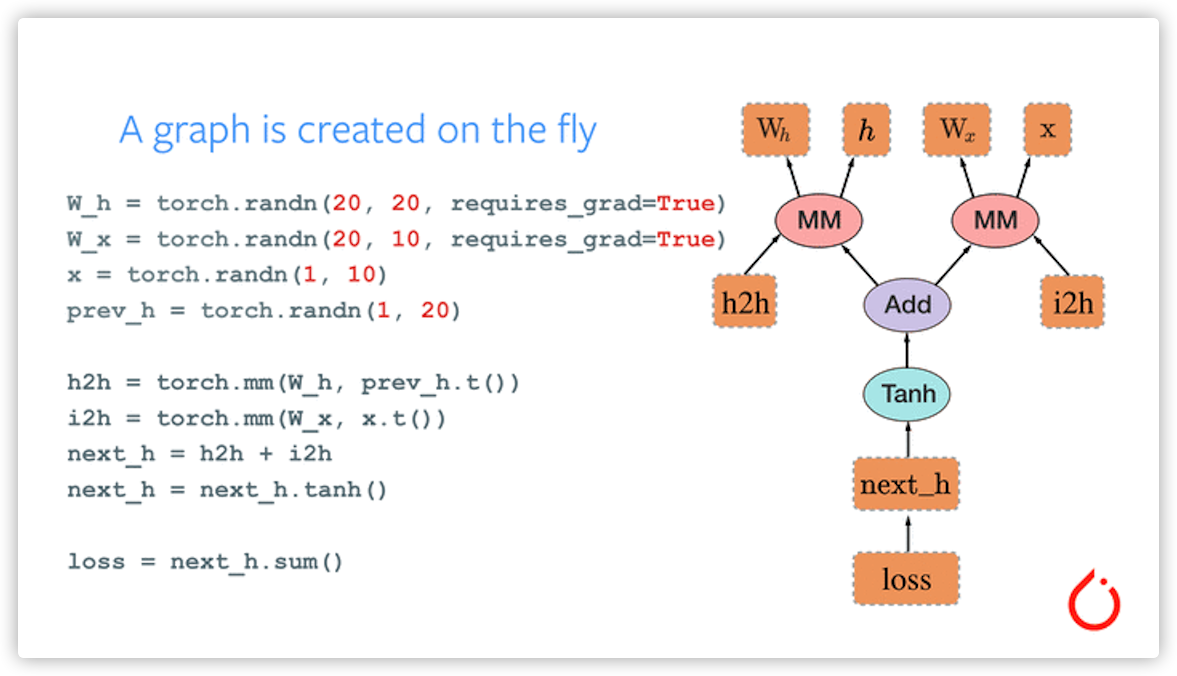 A graph is created on the fly
W_h = torch.randn(20, 20, requires_grad=True)
W_x = torch.randn(20, 10, requires_grad=True)
x = torch.randn(1, 10)
prev_h = torch.randn(1, 20)
h2h = torch.mm(W_h, prev_h.t())
i2h = torch.mm(W_x, x.t())
next_h = h2h + i2h
next_h = next_h.tanh()
loss = next_h.sum()
Wh h Wx x
MM MM
h2h Add i2h
Tanh
next_h
loss